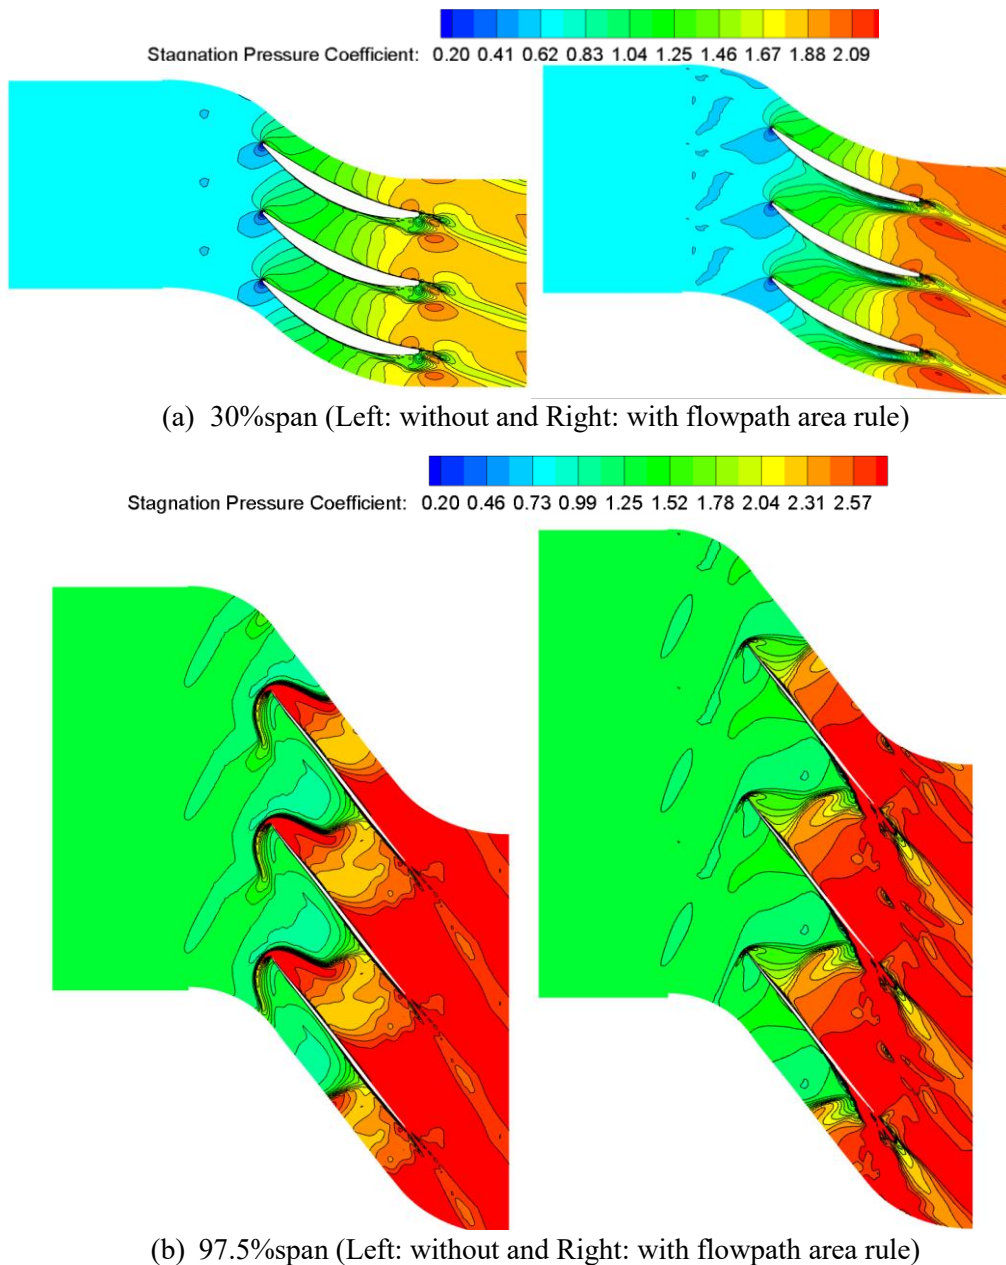 Stagnation Pressure Coefficient: 0.20 0.41 0.62 0.83 1.04 1.25 1.46 1.67 1.88 2.09
(a) 30%span (Left: without and Right: with flowpath area rule)
Stagnation Pressure Coefficient: 0.20 0.46 0.73 0.99 1.25 1.52 1.78 2.04 2.31 2.57
(b) 97.5%span (Left: without and Right: with flowpath area rule)